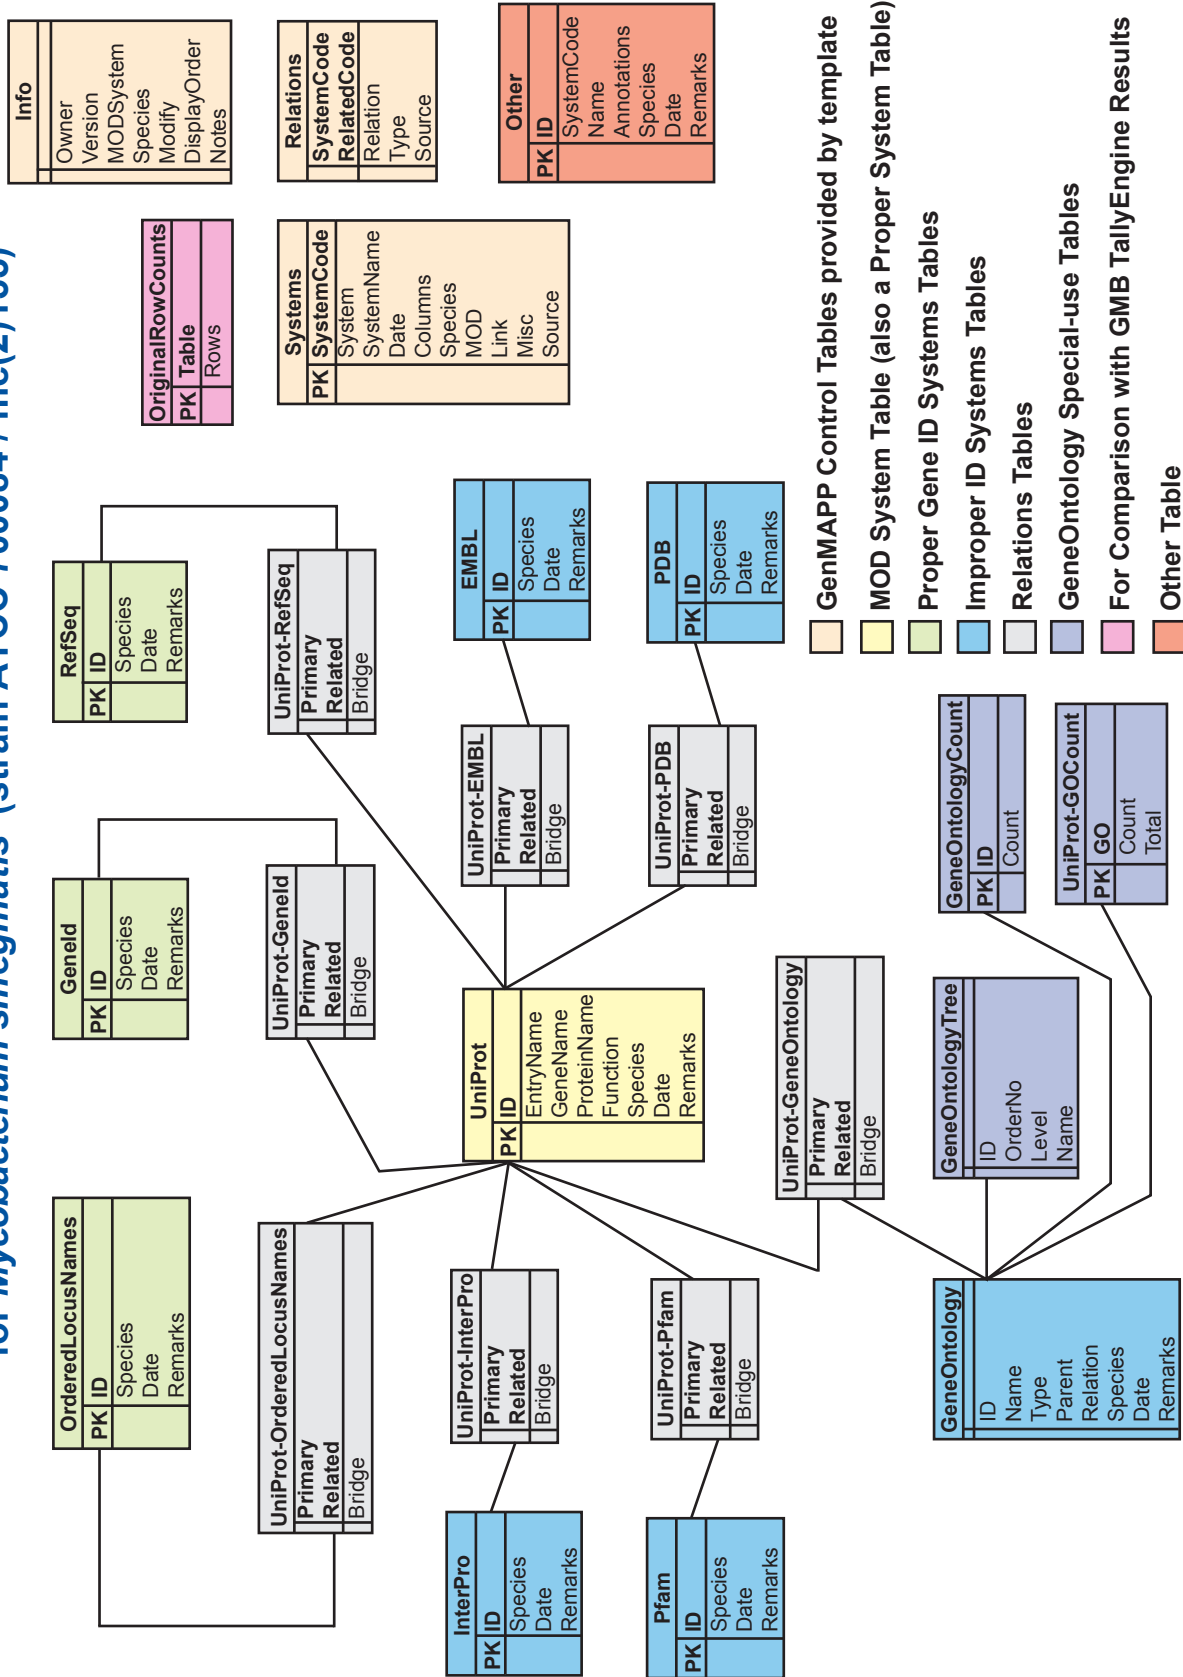 for Mycobacterium smegmatis (strain ATCC 700084 / mc(2)155)
OrderedLocusNames
PK ID
Species
Date
Remarks
GeneId
PK ID
Species
Date
Remarks
RefSeq
PK ID
Species
Date
Remarks
OriginalRowCounts
PK Table
Rows
Info
Owner
Version
MODSystem
Species
Modify
DisplayOrder
Notes
UniProt-OrderedLocusNames
Primary
Related
Bridge
UniProt-GeneId
Primary
Related
Bridge
UniProt-RefSeq
Primary
Related
Bridge
Systems
PK SystemCode
System
SystemName
Date
Columns
Species
MOD
Link
Misc
Source
Relations
SystemCode
RelatedCode
Relation
Type
Source
InterPro
PK ID
Species
Date
Remarks
UniProt-InterPro
Primary
Related
Bridge
UniProt
PK ID
EntryName
GeneName
ProteinName
Function
Species
Date
Remarks
UniProt-EMBL
Primary
Related
Bridge
EMBL
PK ID
Species
Date
Remarks
Other
PK ID
SystemCode
Name
Annotations
Species
Date
Remarks
Pfam
PK ID
Species
Date
Remarks
UniProt-Pfam
Primary
Related
Bridge
UniProt-PDB
Primary
Related
Bridge
PDB
PK ID
Species
Date
Remarks
UniProt-GeneOntology
Primary
Related
Bridge
GeneOntology
ID
Name
Type
Parent
Relation
Species
Date
Remarks
GeneOntologyTree
ID
OrderNo
Level
Name
GeneOntologyCount
PK ID
Count
UniProt-GOCount
PK GO
Count
Total
GenMAPP Control Tables provided by template
MOD System Table (also a Proper System Table)
Proper Gene ID Systems Tables
Improper ID Systems Tables
Relations Tables
GeneOntology Special-use Tables
For Comparison with GMB TallyEngine Results
Other Table